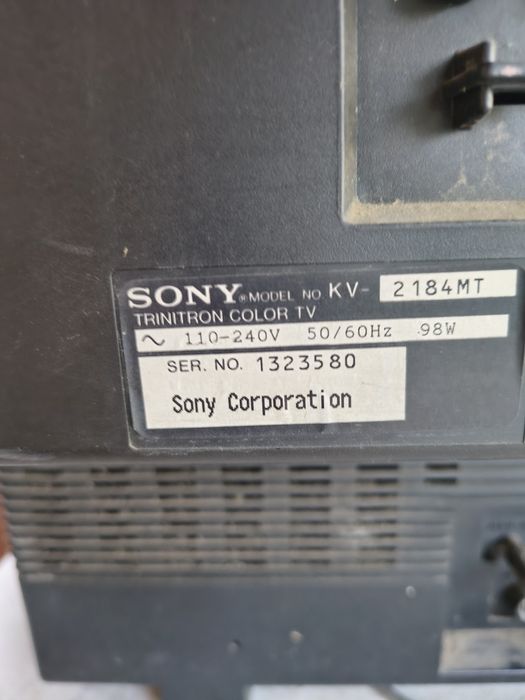 SONY® MODEL NO. KV- 2184MT
TRINITRON COLOR TV
~ 110-240V 50/60Hz 98W
SER. NO. 1323580
Sony Corporation